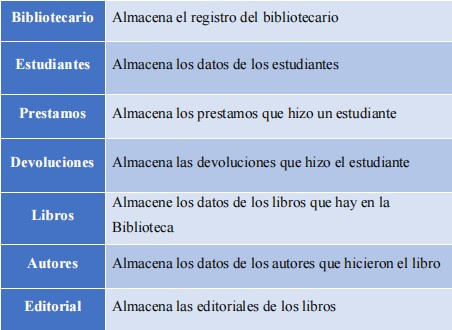 Bibliotecario Almacena el registro del bibliotecario
Estudiantes Almacena los datos de los estudiantes
Prestamos Almacena los prestamos que hizo un estudiante
Devoluciones Almacena las devoluciones que hizo el estudiante
Libros Almacene los datos de los libros que hay en la
Biblioteca
Autores Almacena los datos de los autores que hicieron el libro
Editorial Almacena las editoriales de los libros